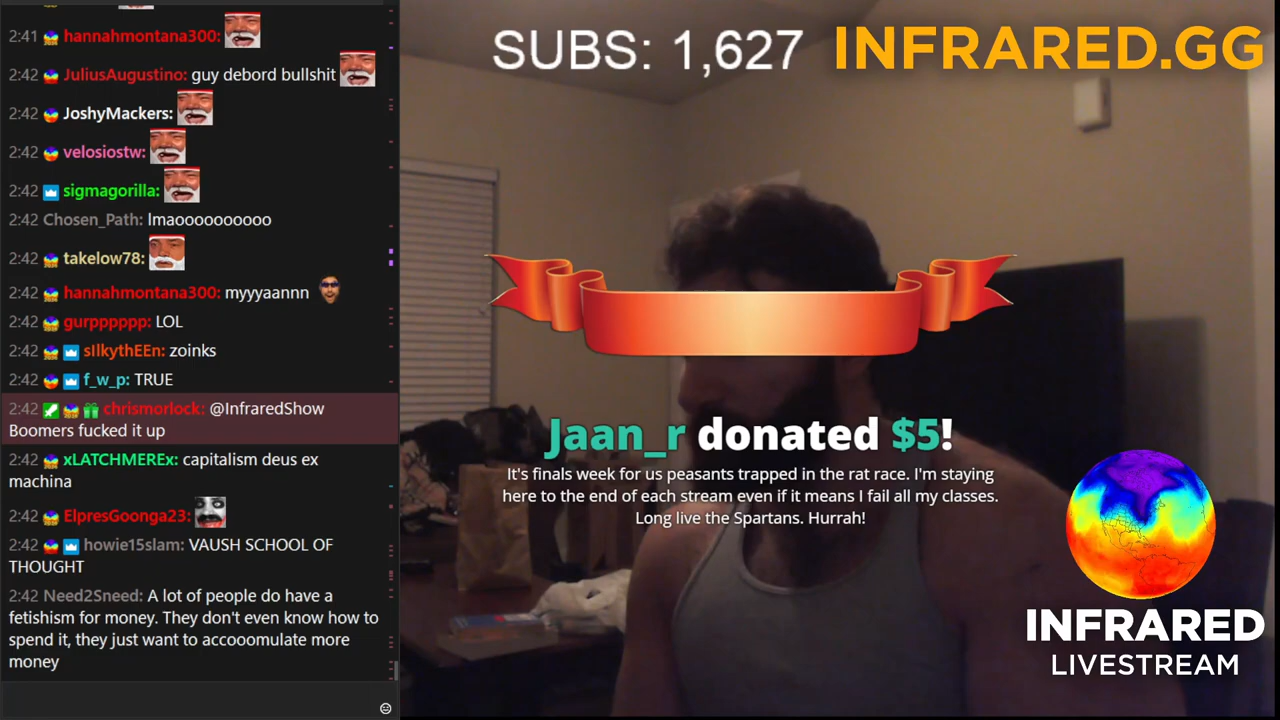 2:41 hannahmontana300:
2:42 JuliusAugustino: guy debord bullshit
2:42 JoshyMackers:
2:42 velosiostw:
2:42 sigmagorilla:
2:42 Chosen_Path: lmaoooooooooo
2:42 takelow78:
2:42 hannahmontana300: myyyaannn
2:42 gurpppppp: LOL
2:42 sIlkythEEn: zoinks
2:42 f_w_p: TRUE
2:42 chrismorlock: @InfraredShow
Boomers fucked it up
2:42 xLATCHMEREx: capitalism deus ex
machina
2:42 ElpresGoonga23:
2:42 howie15slam: VAUSH SCHOOL OF
THOUGHT
2:42 Need2Sneed: A lot of people do have a
fetishism for money. They don't even know how to
spend it, they just want to accooomulate more
money
SUBS: 1,627
INFRARED.GG
Jaan_r donated $5!
It's finals week for us peasants trapped in the rat race. I'm staying
here to the end of each stream even if it means I fail all my classes.
Long live the Spartans. Hurrah!
INFRARED
LIVESTREAM